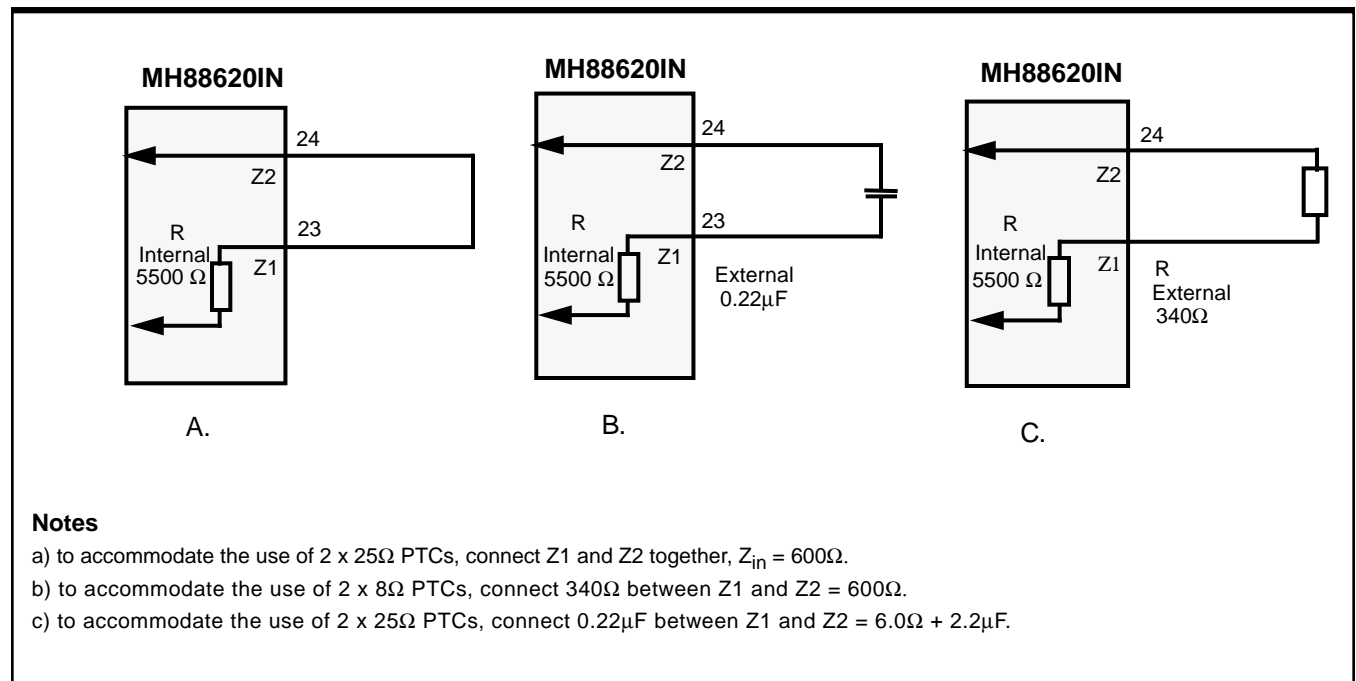 MH88620IN
24
Z2
23
R
Internal
Z1
5500 Ω
A.
MH88620IN
24
Z2
23
R
Internal
Z1
5500 Ω
External
0.22μF
B.
MH88620IN
24
Z2
R
Internal
Z1
5500 Ω
R
External
340Ω
C.
Notes
a) to accommodate the use of 2 x 25Ω PTCs, connect Z1 and Z2 together, Zin = 600Ω.
b) to accommodate the use of 2 x 8Ω PTCs, connect 340Ω between Z1 and Z2 = 600Ω.
c) to accommodate the use of 2 x 25Ω PTCs, connect 0.22μF between Z1 and Z2 = 6.0Ω + 2.2μF.